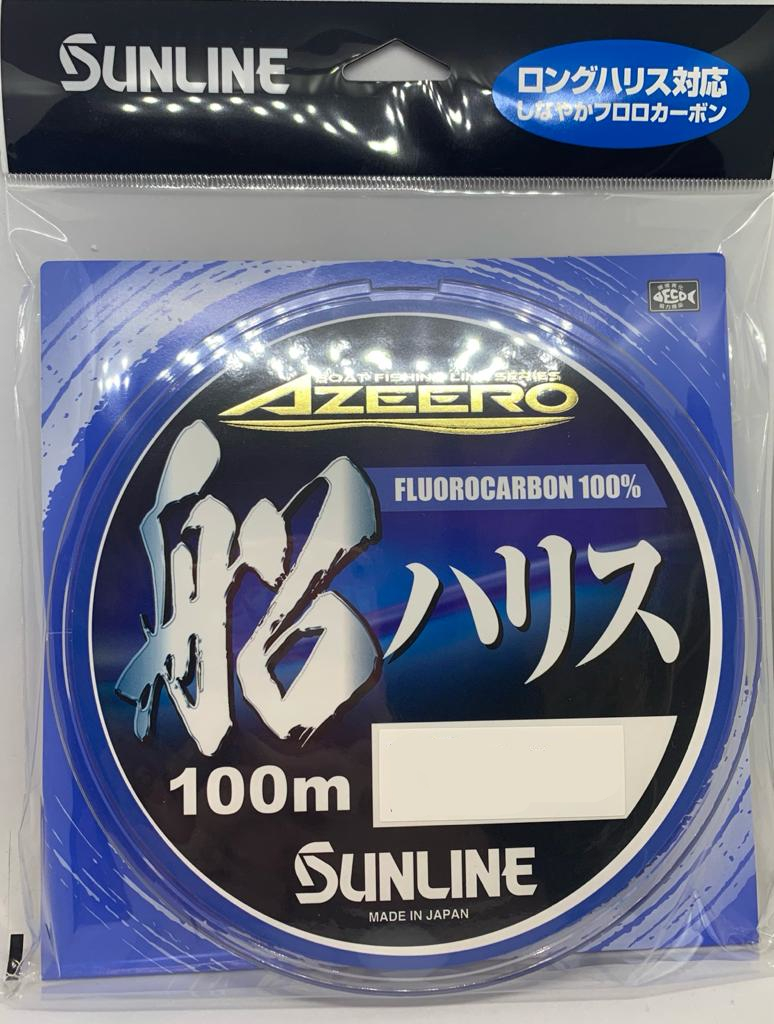 SUNLINE
ロングハリス対応
しなやかフロロカーボン
ECO
BOAT FISHING LINE SERIES
AZEERO
FLUOROCARBON 100%
船
ハリス
100m
SUNLINE
MADE IN JAPAN